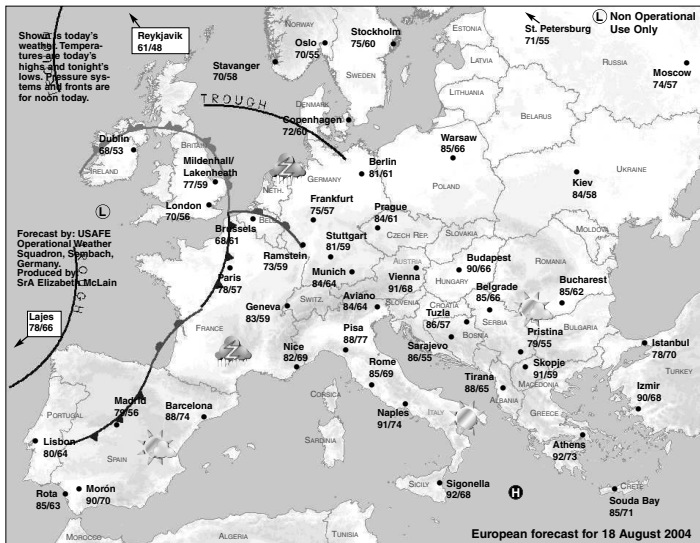 NORWAY
Stockholm
75/60
Oslo
70/55
ESTONIA
St. Petersburg
71/55
L Non Operational
Use Only
Shown is today's
weather. Tempera-
tures are today's
highs and tonight's
lows. Pressure sys-
tems and fronts are
for noon today.
Reykjavik
61/48
Stavanger
70/58
SWEDEN
LATVIA
RUSSIA
Moscow
74/57
LITHUANIA
TROUGH
DENMARK
Copenhagen
72/60
BELARUS
Dublin
68/53
IRELAND
BRITAIN
Mildenhall/
Lakenheath
77/59
London
70/56
NETH.
GERMANY
Berlin
81/61
Warsaw
85/66
POLAND
UKRAINE
Kiev
84/58
L
BELG.
Brussels
68/61
Frankfurt
75/57
Prague
84/61
CZECH REP.
SLOVAKIA
Forecast by: USAFE
Operational Weather
Squadron, Sembach,
Germany.
Produced by:
SrA Elizabeth McLain
TROUGH
Ramstein
73/59
Stuttgart
81/59
Paris
78/57
Munich
84/64
AUSTRIA
Vienna
91/68
Budapest
90/66
HUNGARY
MOLDOVA
ROMANIA
Lajes
78/66
FRANCE
Geneva
83/59
SWITZ.
Aviano
84/64
SLOVENIA
CROATIA
Belgrade
85/66
Bucharest
85/62
Tuzla
86/57
BOSNIA
SERBIA
Nice
82/69
Pisa
88/77
Sarajevo
86/55
Pristina
79/55
BULGARIA
Istanbul
78/70
Skopje
91/59
MACEDONIA
TURKEY
Rome
85/69
Tirana
88/65
ALBANIA
Izmir
90/68
PORTUGAL
Madrid
79/56
Barcelona
88/74
CORSICA
Naples
91/74
ITALY
GREECE
Lisbon
80/64
SPAIN
SARDINIA
Athens
92/73
Rota
85/63
Morón
90/70
SICILY
Sigonella
92/68
H
CRETE
Souda Bay
85/71
MOROCCO
ALGERIA
TUNISIA
European forecast for 18 August 2004